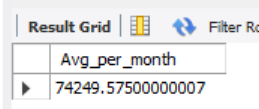 Result Grid Filter Ro
Avg_per_month
74249.57500000007